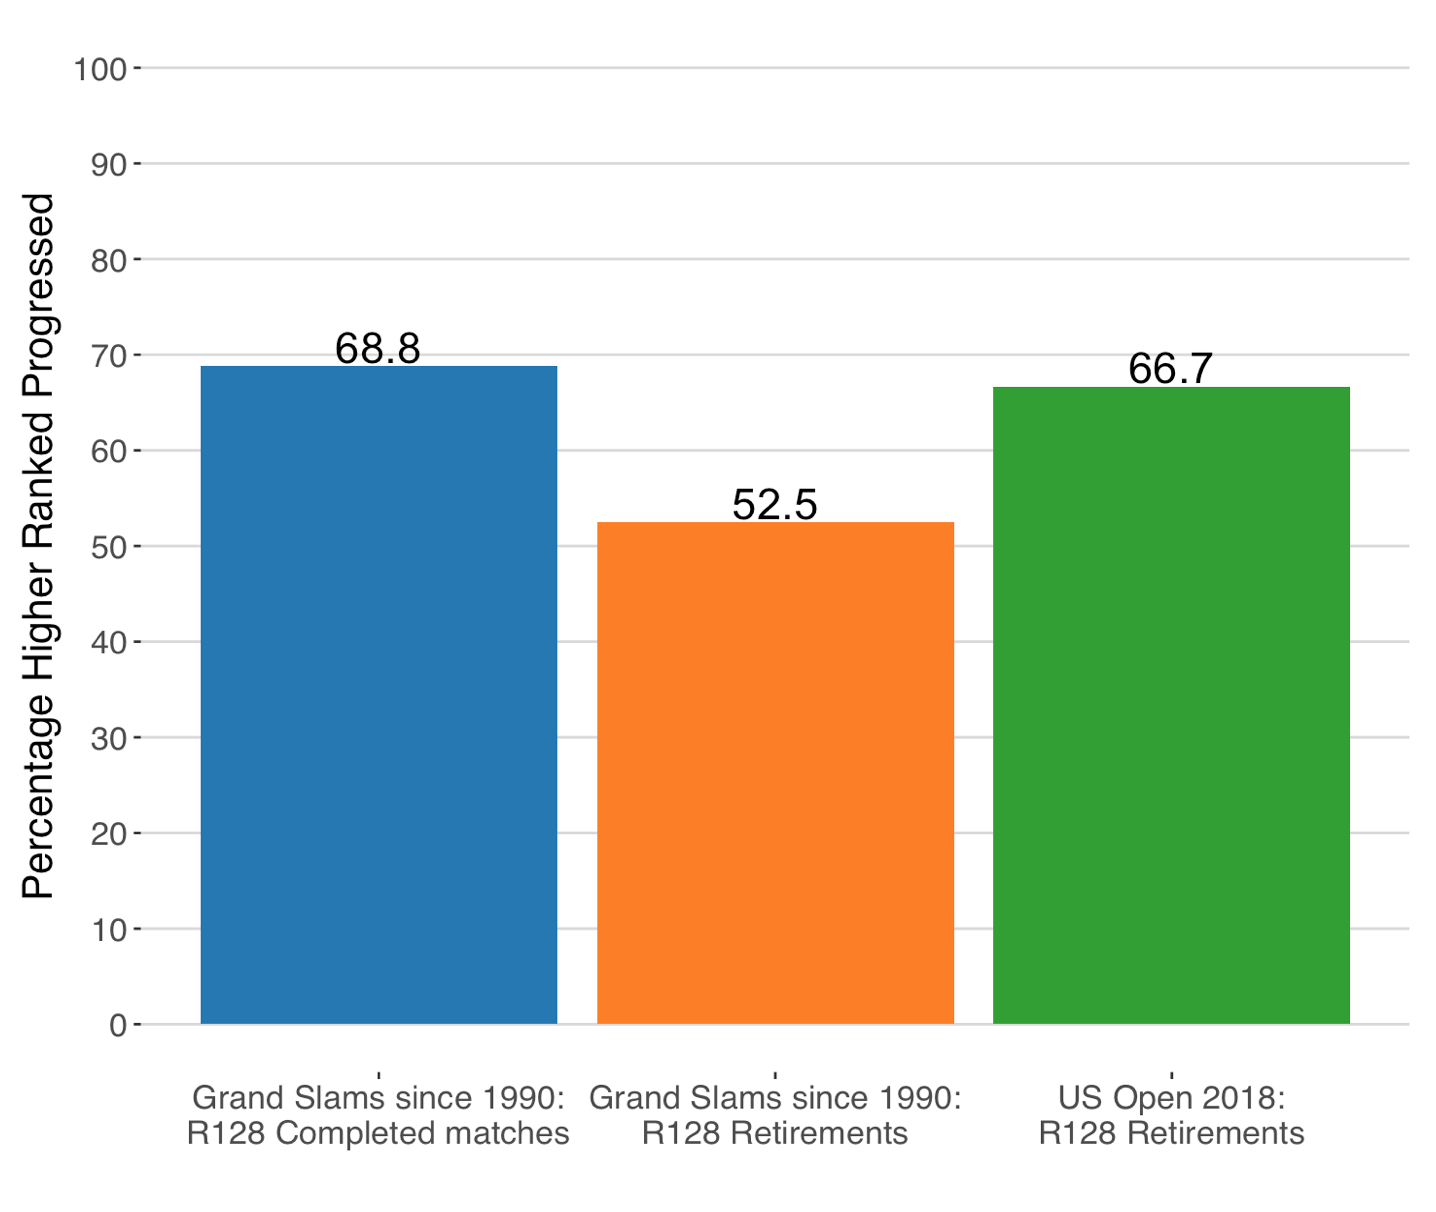 Percentage Higher Ranked Progressed
100
90
80
70
60
50
40
30
20
10
0
68.8
52.5
66.7
Grand Slams since 1990:
R128 Completed matches
Grand Slams since 1990:
R128 Retirements
US Open 2018:
R128 Retirements